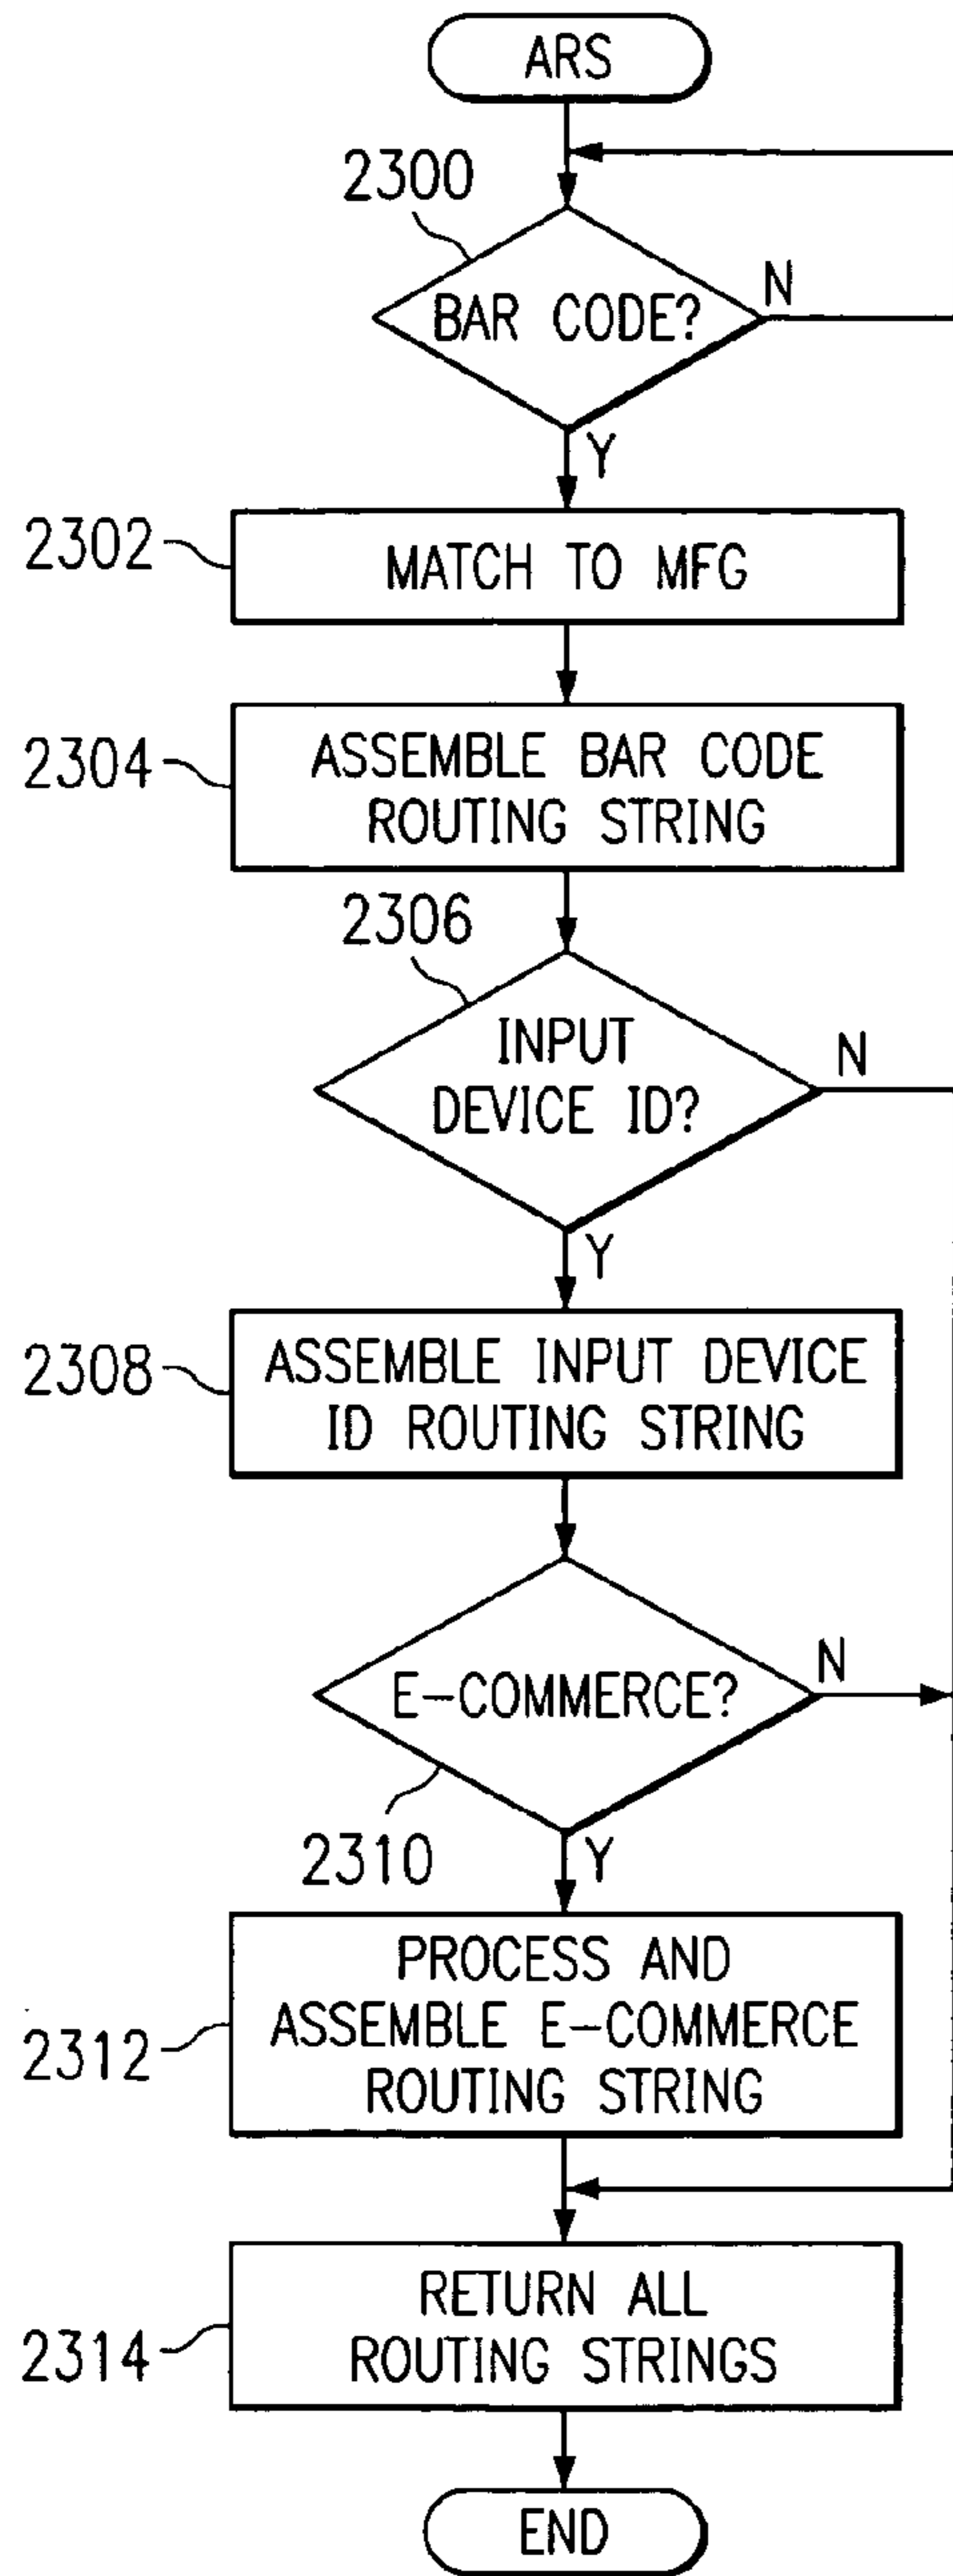 ARS
2300
BAR CODE?
N
Y
2302
MATCH TO MFG
2304
ASSEMBLE BAR CODE
ROUTING STRING
2306
INPUT
DEVICE ID?
N
Y
2308
ASSEMBLE INPUT DEVICE
ID ROUTING STRING
E-COMMERCE?
N
2310
Y
2312
PROCESS AND
ASSEMBLE E-COMMERCE
ROUTING STRING
2314
RETURN ALL
ROUTING STRINGS
END